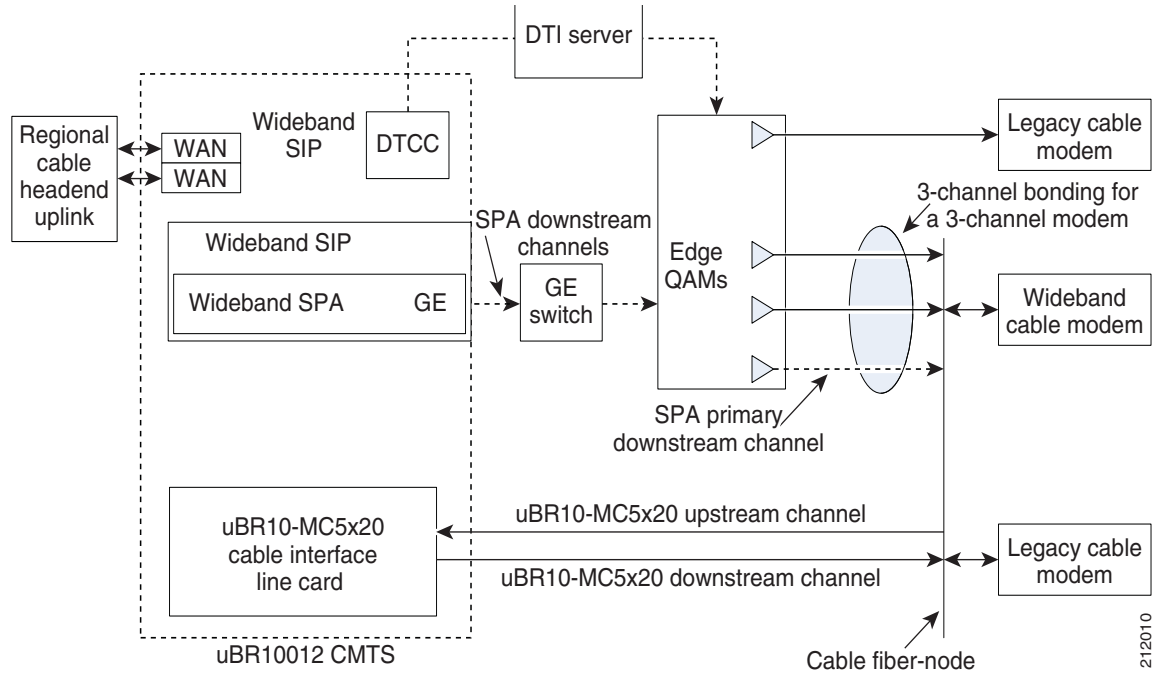 DTI server
Regional
cable
headend
uplink
WAN
WAN
Wideband
SIP
DTCC
Legacy cable
modem
3-channel bonding for
a 3-channel modem
SPA downstream
channels
Wideband SIP
Wideband SPA GE
GE
switch
Edge
QAMs
Wideband
cable modem
SPA primary
downstream channel
uBR10-MC5x20
cable interface
line card
uBR10-MC5x20 upstream channel
uBR10-MC5x20 downstream channel
Legacy cable
modem
uBR10012 CMTS
Cable fiber-node
212010